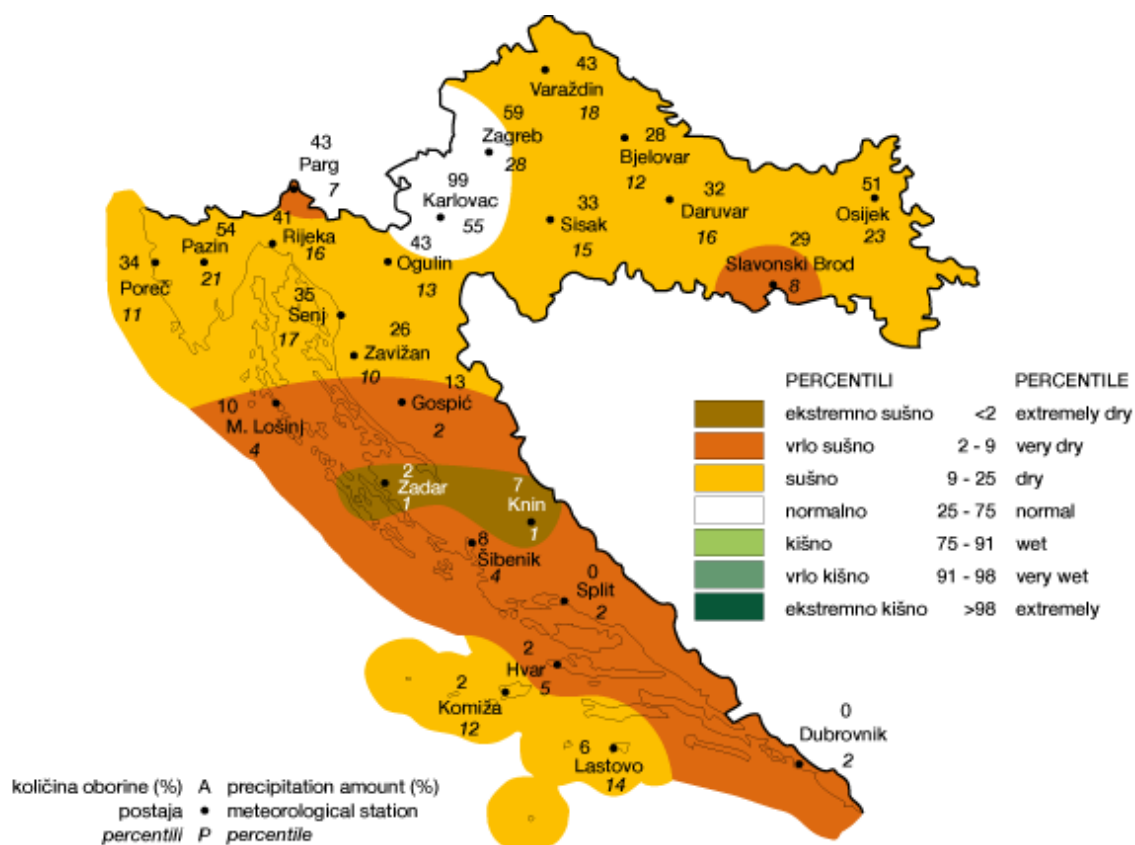 43
Varaždin
18
59
Zagreb
28
28
Bjelovar
12
43
Parg
7
99
Karlovac
55
32
Daruvar
16
51
Osijek
23
33
Sisak
15
54
Pazin
21
41
Rijeka
16
43
Ogulin
13
29
Slavonski Brod
8
34
Poreč
11
35
Senj
17
26
Zavižan
10
13
Gospić
2
10
M. Lošinj
4
2
Zadar
1
7
Knin
1
8
Šibenik
4
0
Split
2
2
Hvar
5
2
Komiža
12
6
Lastovo
14
0
Dubrovnik
2
PERCENTILI PERCENTILE
ekstremno sušno <2 extremely dry
vrlo sušno 2 - 9 very dry
sušno 9 - 25 dry
normalno 25 - 75 normal
kišno 75 - 91 wet
vrlo kišno 91 - 98 very wet
ekstremno kišno >98 extremely
količina oborine (%) A precipitation amount (%)
postaja • meteorological station
percentili P percentile